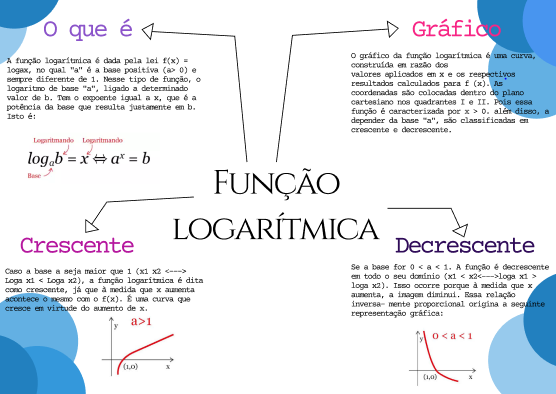 O que é
A função logarítmica é dada pela lei f(x) =
logax, no qual "a" é a base positiva (a> 0) e
sempre diferente de 1. Nesse tipo de função, o
logaritmo de base "a", ligado a determinado
valor de b. Tem o expoente igual a x, que é a
potência da base que resulta justamente em b.
Isto é:
Logaritmando Logaritmando
logab = x ⇔ aˣ = b
Base
Gráfico
O gráfico da função logarítmica é uma curva,
construída em razão dos
valores aplicados em x e os respectivos
resultados calculados para f (x). As
coordenadas são colocadas dentro do plano
cartesiano nos quadrantes I e II. Pois essa
função é caracterizada por x > 0. além disso, a
depender da base "a", são classificadas em
crescente e decrescente.
Função
logarítmica
Crescente
Caso a base a seja maior que 1 (x1 x2 <--->
Loga x1 < Loga x2), a função logarítmica é dita
como crescente, já que à medida que x aumenta
acontece o mesmo com o f(x). É uma curva que
cresce em virtude do aumento de x.
a>1
y
(1,0)
x
Decrescente
Se a base for 0 < a < 1. A função é decrescente
em todo o seu domínio (x1 < x2<--->loga x1 >
loga x2). Isso ocorre porque à medida que x
aumenta, a imagem diminui. Essa relação
inversa- mente proporcional origina a seguinte
representação gráfica:
0 < a < 1
y
(1,0)
x